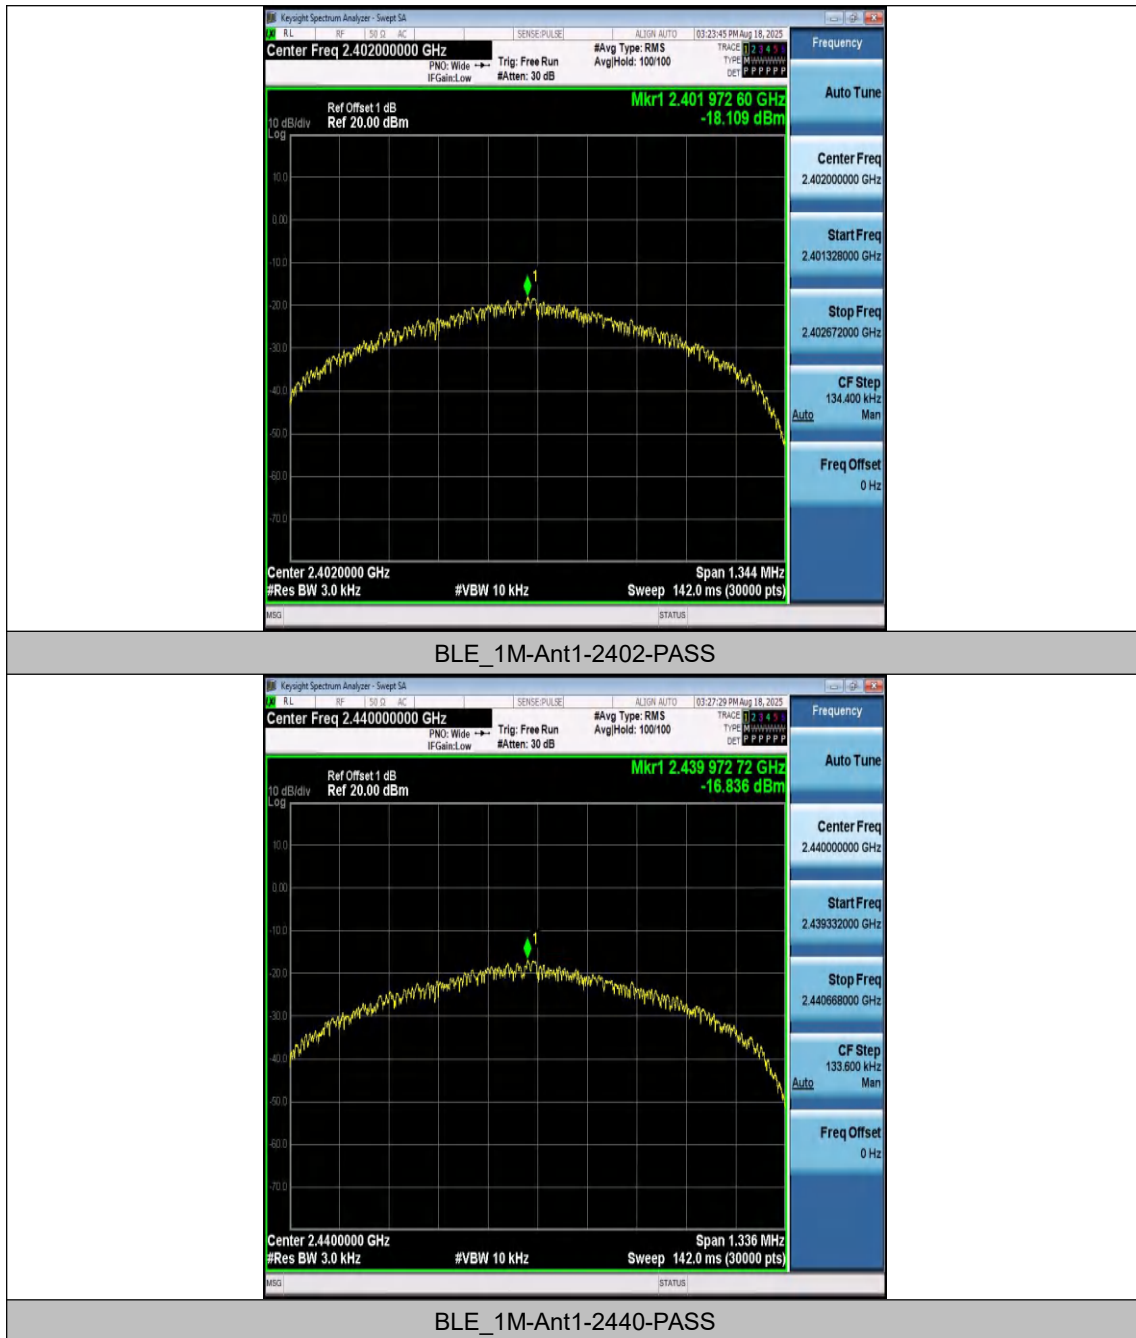 Keysight Spectrum Analyzer - Swept SA
RL RF 50 Ω AC SENSE:PULSE ALIGN AUTO 03:23:45 PM Aug 18, 2025
Center Freq 2.402000000 GHz #Avg Type: RMS TRACE 1 2 3 4 5 6
PNO: Wide Trig: Free Run Avg|Hold: 100/100 TYPE M WWWWW
IFGain:Low #Atten: 30 dB DET P P P P P P
Frequency
Auto Tune
Mkr1 2.401 972 60 GHz
Ref Offset 1 dB
10 dB/div Ref 20.00 dBm -18.109 dBm
Log
10.0
0.00
-10.0
-20.0
-30.0
-40.0
-50.0
-60.0
-70.0
1
Center Freq
2.402000000 GHz
Start Freq
2.401328000 GHz
Stop Freq
2.402672000 GHz
CF Step
134.400 kHz
Auto Man
Freq Offset
0 Hz
Center 2.4020000 GHz Span 1.344 MHz
#Res BW 3.0 kHz #VBW 10 kHz Sweep 142.0 ms (30000 pts)
MSG STATUS
BLE_1M-Ant1-2402-PASS
Keysight Spectrum Analyzer - Swept SA
RL RF 50 Ω AC SENSE:PULSE ALIGN AUTO 03:27:29 PM Aug 18, 2025
Center Freq 2.440000000 GHz #Avg Type: RMS TRACE 1 2 3 4 5 6
PNO: Wide Trig: Free Run Avg|Hold: 100/100 TYPE M WWWWW
IFGain:Low #Atten: 30 dB DET P P P P P P
Frequency
Auto Tune
Mkr1 2.439 972 72 GHz
Ref Offset 1 dB
10 dB/div Ref 20.00 dBm -16.836 dBm
Log
10.0
0.00
-10.0
-20.0
-30.0
-40.0
-50.0
-60.0
-70.0
1
Center Freq
2.440000000 GHz
Start Freq
2.439332000 GHz
Stop Freq
2.440668000 GHz
CF Step
133.600 kHz
Auto Man
Freq Offset
0 Hz
Center 2.4400000 GHz Span 1.336 MHz
#Res BW 3.0 kHz #VBW 10 kHz Sweep 142.0 ms (30000 pts)
MSG STATUS
BLE_1M-Ant1-2440-PASS